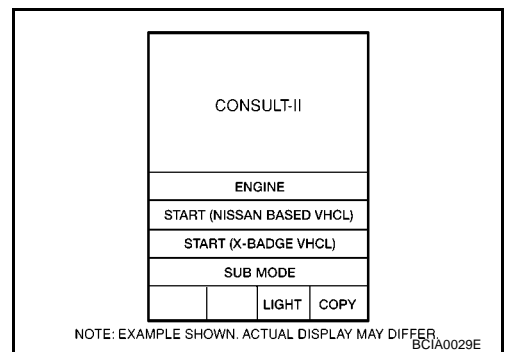 CONSULT-II
ENGINE
START (NISSAN BASED VHCL)
START (X-BADGE VHCL)
SUB MODE
LIGHT COPY
NOTE: EXAMPLE SHOWN. ACTUAL DISPLAY MAY DIFFER.
BCIA0029E